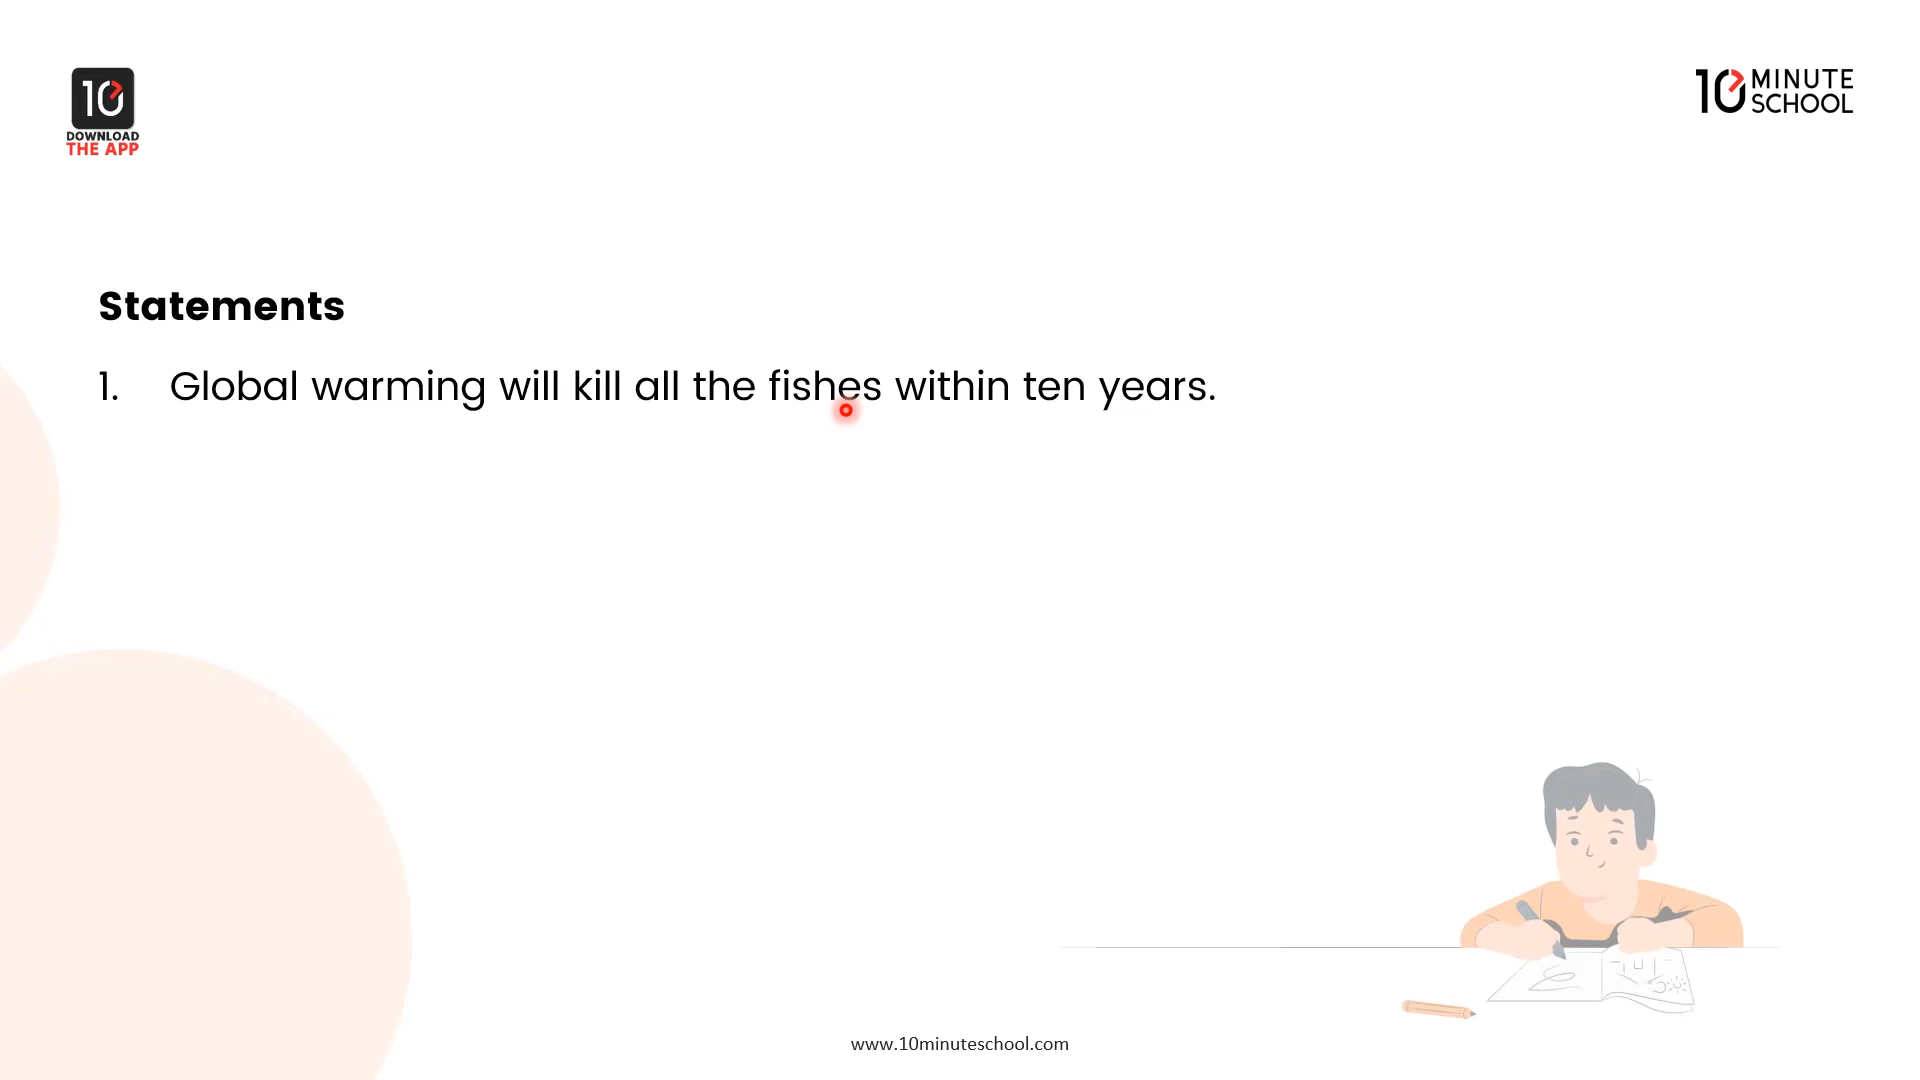 10
DOWNLOAD
THE APP
10 MINUTE
SCHOOL
Statements
1. Global warming will kill all the fishes within ten years.
www.10minuteschool.com